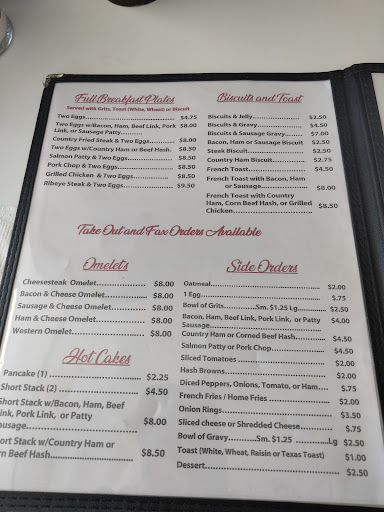 Full Breakfast Plates
Served with Grits, Toast (White, Wheat) or Biscuit
Two Eggs........................... $4.75
Two Eggs w/Bacon, Ham, Beef Link, Pork $8.00
Link, or Sausage Patty..........
Country Fried Steak & Two Eggs........ $8.00
Two Eggs w/Country Ham or Beef Hash. $8.50
Salmon Patty & Two Eggs............... $8.50
Pork Chop & Two Eggs.................. $8.50
Grilled Chicken & Two Eggs............ $8.50
Ribeye Steak & Two Eggs............... $9.50
Biscuits and Toast
Biscuits & Jelly........................ $2.50
Biscuits & Gravy........................ $4.50
Biscuits & Sausage Gravy........ $7.00
Bacon, Ham or Sausage Biscuit $2.50
Steak Biscuit........................... $2.50
Country Ham Biscuit............... $2.75
French Toast............................ $4.50
French Toast with Bacon, Ham
or Sausage........................ $8.00
French Toast with Country
Ham, Corn Beef Hash, or Grilled
Chicken.............................. $8.50
Take Out and Fax Orders Available
Omelet's
Cheesesteak Omelet................ $8.00
Bacon & Cheese Omelet............ $8.00
Sausage & Cheese Omelet......... $8.00
Ham & Cheese Omelet.............. $8.00
Western Omelet...................... $8.00
Side Orders
Oatmeal.......................................... $2.00
1 Egg............................................. $.75
Bowl of Grits............Sm. $1.25 Lg.......... $2.50
Bacon, Ham, Beef Link, Pork Link, or Patty $4.00
Sausage..........................................
Country Ham or Corned Beef Hash............ $4.50
Salmon Patty or Pork Chop................... $4.50
Sliced Tomatoes ............................... $2.00
Hash Browns.................................... $2.00
Diced Peppers, Onions, Tomato, or Ham.... $.75
French Fries / Home Fries .................... $2.00
Onion Rings..................................... $3.50
Sliced cheese or Shredded Cheese........... $.75
Bowl of Gravy...........Sm. $1.25 ...........Lg $2.50
Toast (White, Wheat, Raisin or Texas Toast) $1.00
Dessert.......................................... $2.50
Hot Cakes
Pancake (1) ......................... $2.25
Short Stack (2) ..................... $4.50
Short Stack w/Bacon, Ham, Beef
ink, Pork Link, or Patty
usage............................... $8.00
ort Stack w/Country Ham or
rn Beef Hash........................ $8.50